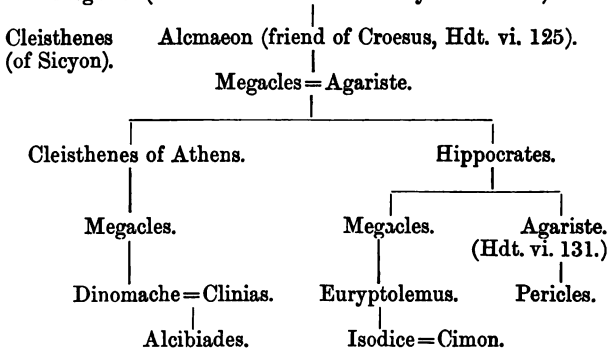 Cleisthenes Alcmaeon (friend of Croesus, Hdt. vi. 125).
(of Sicyon).
Megacles=Agariste.
Cleisthenes of Athens. Hippocrates.
Megacles. Megacles. Agariste.
(Hdt. vi. 131.)
Dinomache=Clinias. Euryptolemus. Pericles.
Alcibiades. Isodice=Cimon.